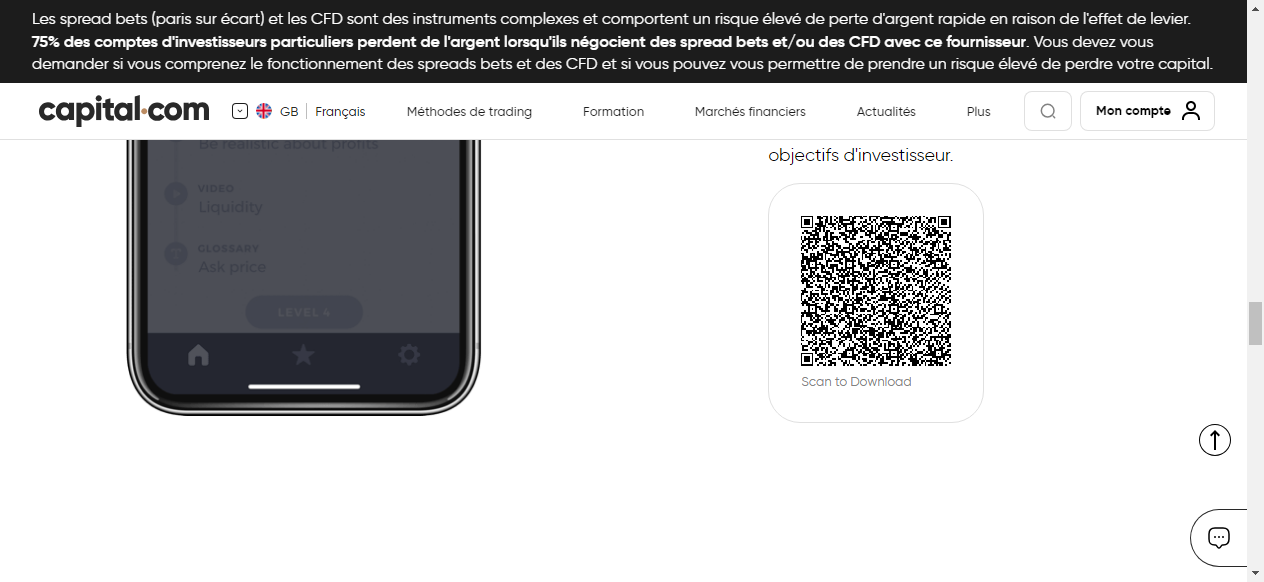 Les spread bets (paris sur écart) et les CFD sont des instruments complexes et comportent un risque élevé de perte d'argent rapide en raison de l'effet de levier.
75% des comptes d'investisseurs particuliers perdent de l'argent lorsqu'ils négocient des spread bets et/ou des CFD avec ce fournisseur. Vous devez vous
demander si vous comprenez le fonctionnement des spreads bets et des CFD et si vous pouvez vous permettre de prendre un risque élevé de perdre votre capital.
capital.com GB Français Méthodes de trading Formation Marchés financiers Actualités Plus Mon compte
Be realistic about profits
VIDEO
Liquidity
GLOSSARY
Ask price
LEVEL 4
objectifs d'investisseur.
Scan to Download